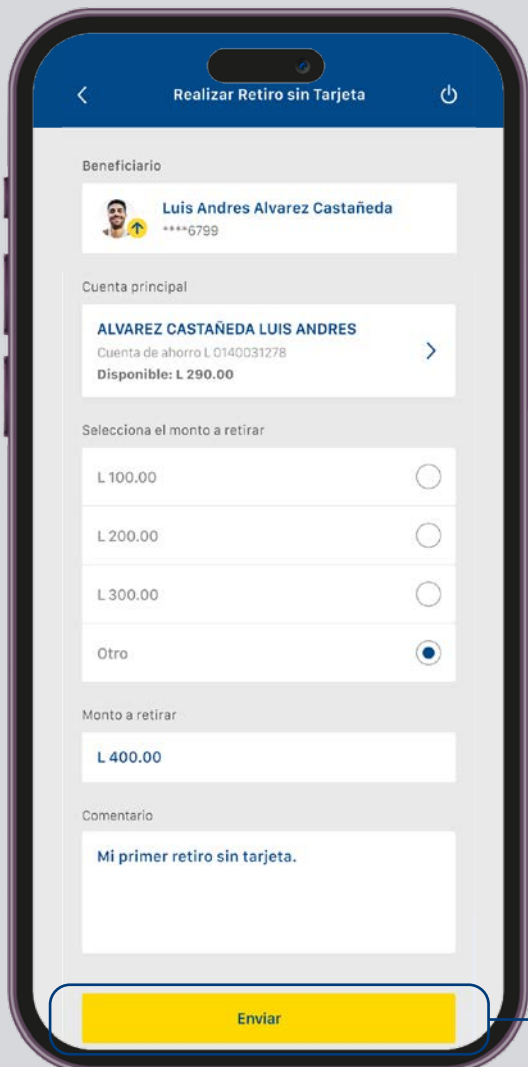 Realizar Retiro sin Tarjeta
Beneficiario
Luis Andres Alvarez Castañeda
****6799
Cuenta principal
ALVAREZ CASTAÑEDA LUIS ANDRES
Cuenta de ahorro L 0140031278
Disponible: L 290.00
Selecciona el monto a retirar
L 100.00
L 200.00
L 300.00
Otro
Monto a retirar
L 400.00
Comentario
Mi primer retiro sin tarjeta.
Enviar